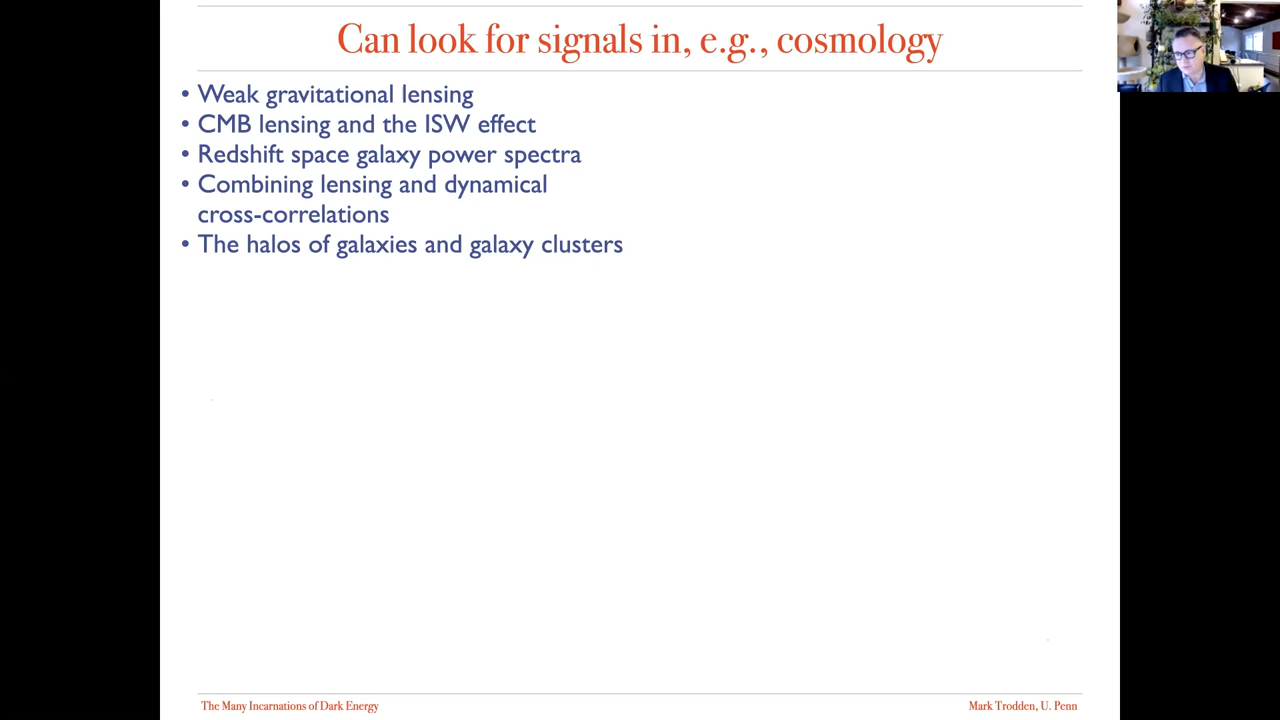 Can look for signals in, e.g., cosmology
• Weak gravitational lensing
• CMB lensing and the ISW effect
• Redshift space galaxy power spectra
• Combining lensing and dynamical
cross-correlations
• The halos of galaxies and galaxy clusters
The Many Incarnations of Dark Energy
Mark Trodden, U. Penn